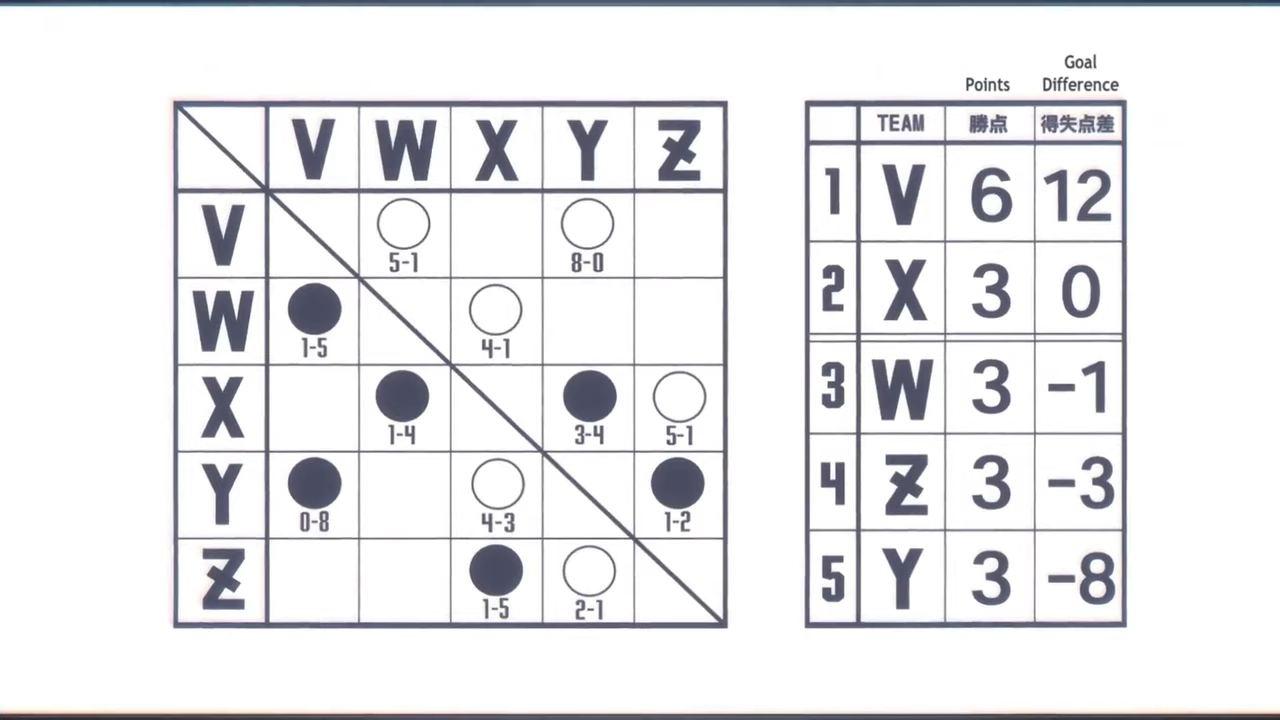 V W X Y Z
V 5-1 8-0
W 1-5 4-1
X 1-4 3-4 5-1
Y 0-8 4-3 1-2
Z 1-5 2-1
Points Goal Difference
TEAM 勝点 得失点差
1 V 6 12
2 X 3 0
3 W 3 -1
4 Z 3 -3
5 Y 3 -8